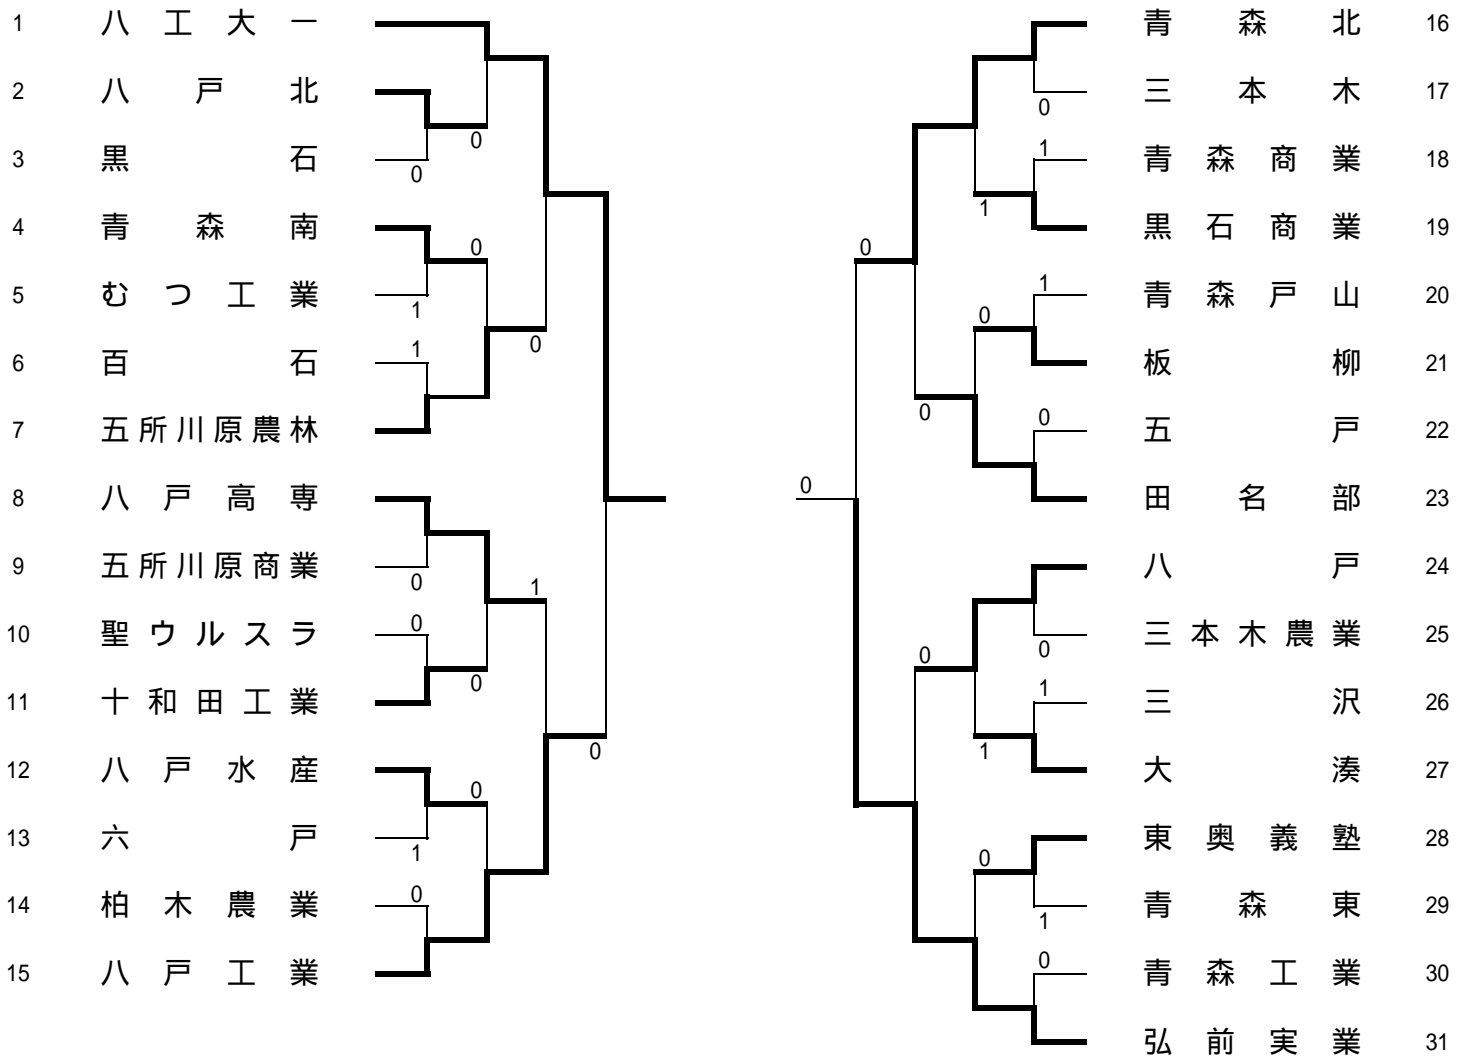 1 八工大一
0
2 八戸北
0
3 黒石
0
4 青森南
0
5 むつ工業
1
0
6 百石
1
7 五所川原農林
8 八戸高専
9 五所川原商業
0
1
10 聖ウルスラ
0
0
11 十和田工業
0
12 八戸水産
0
13 六戸
1
14 柏木農業
0
15 八戸工業
青森北 16
三本木 17
0
1
青森商業 18
1
黒石商業 19
0
1
青森戸山 20
0
板柳 21
0
0
五戸 22
田名部 23
0
八戸 24
三本木農業 25
0
0
1
三沢 26
1
大湊 27
東奥義塾 28
0
青森東 29
1
0
青森工業 30
弘前実業 31